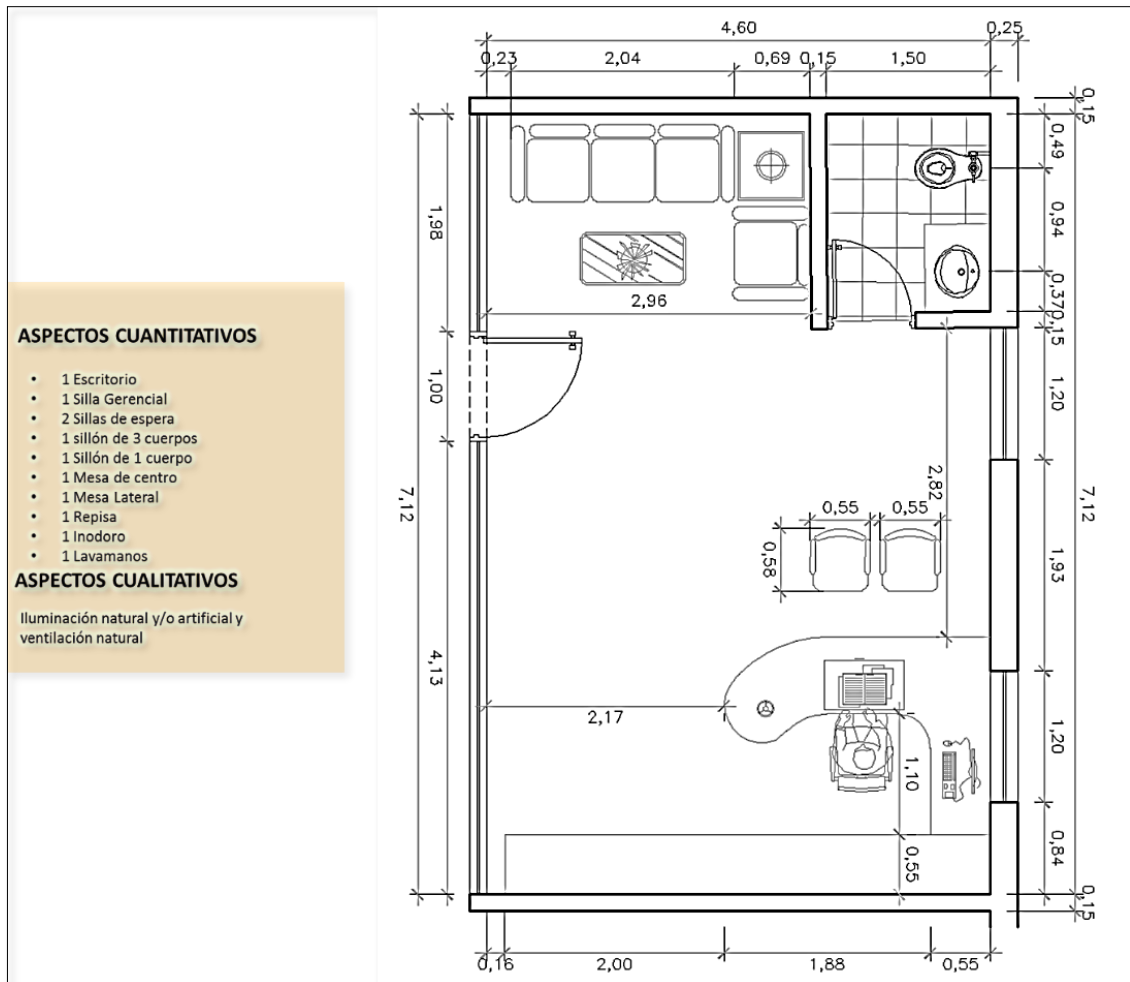 4,60
0,25
0,23
2,04
0,69
0,15
1,50
0,15
0,49
0,94
0,37
0,15
1,98
2,96
1,00
1,20
2,82
7,12
7,12
0,55
0,55
0,58
1,93
4,13
2,17
1,10
1,20
0,55
0,84
0,15
0,16
2,00
1,88
0,55
ASPECTOS CUANTITATIVOS
• 1 Escritorio
• 1 Silla Gerencial
• 2 Sillas de espera
• 1 sillón de 3 cuerpos
• 1 Sillón de 1 cuerpo
• 1 Mesa de centro
• 1 Mesa Lateral
• 1 Repisa
• 1 Inodoro
• 1 Lavamanos
ASPECTOS CUALITATIVOS
Iluminación natural y/o artificial y
ventilación natural